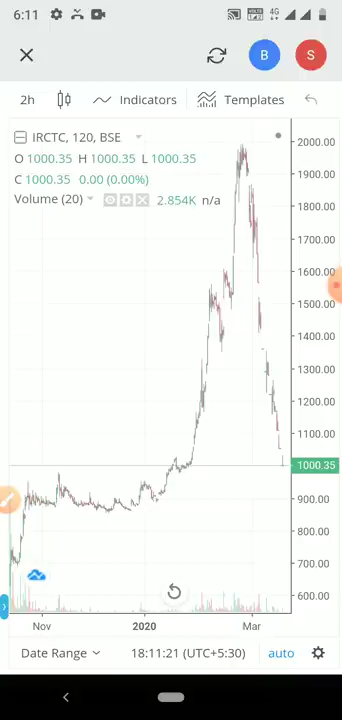 6:11
4G
B
S
2h
Indicators
Templates
IRCTC, 120, BSE
O 1000.35 H 1000.35 L 1000.35
C 1000.35 0.00 (0.00%)
Volume (20) 2.854K n/a
2000.00
1900.00
1800.00
1700.00
1600.00
1500.00
1400.00
1300.00
1200.00
1100.00
1000.35
900.00
800.00
700.00
600.00
Nov 2020 Mar
Date Range 18:11:21 (UTC+5:30) auto